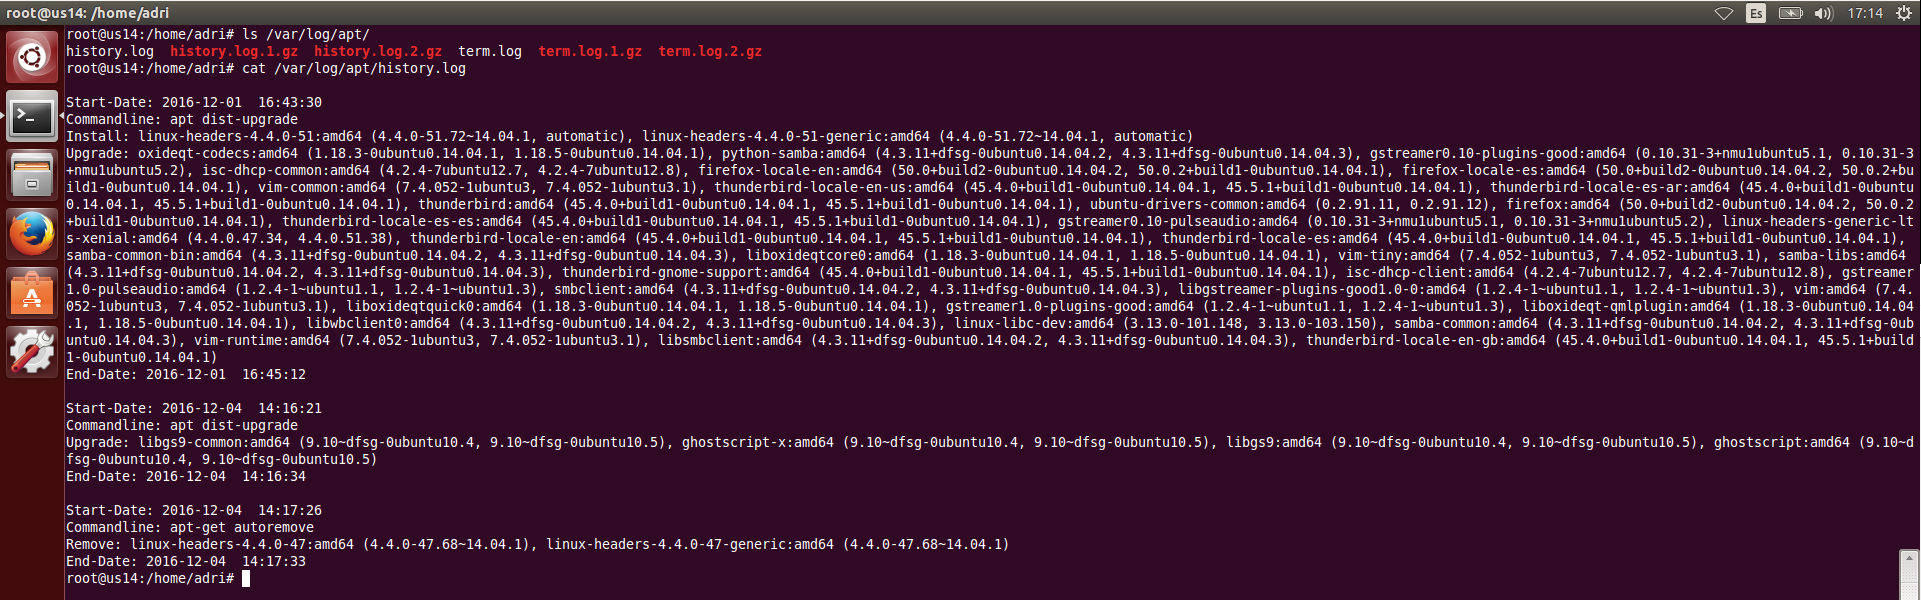 root@us14: /home/adri
Es
17:14
root@us14:/home/adri# ls /var/log/apt/
history.log  history.log.1.gz  history.log.2.gz  term.log  term.log.1.gz  term.log.2.gz
root@us14:/home/adri# cat /var/log/apt/history.log
Start-Date: 2016-12-01  16:43:30
Commandline: apt dist-upgrade
Install: linux-headers-4.4.0-51:amd64 (4.4.0-51.72~14.04.1, automatic), linux-headers-4.4.0-51-generic:amd64 (4.4.0-51.72~14.04.1, automatic)
Upgrade: oxideqt-codecs:amd64 (1.18.3-0ubuntu0.14.04.1, 1.18.5-0ubuntu0.14.04.1), python-samba:amd64 (4.3.11+dfsg-0ubuntu0.14.04.2, 4.3.11+dfsg-0ubuntu0.14.04.3), gstreamer0.10-plugins-good:amd64 (0.10.31-3+nmu1ubuntu5.1, 0.10.31-3
+nmu1ubuntu5.2), isc-dhcp-common:amd64 (4.2.4-7ubuntu12.7, 4.2.4-7ubuntu12.8), firefox-locale-en:amd64 (50.0+build2-0ubuntu0.14.04.2, 50.0.2+build1-0ubuntu0.14.04.1), firefox-locale-es:amd64 (50.0+build2-0ubuntu0.14.04.2, 50.0.2+bu
ild1-0ubuntu0.14.04.1), vim-common:amd64 (7.4.052-1ubuntu3, 7.4.052-1ubuntu3.1), thunderbird-locale-en-us:amd64 (45.4.0+build1-0ubuntu0.14.04.1, 45.5.1+build1-0ubuntu0.14.04.1), thunderbird-locale-es-ar:amd64 (45.4.0+build1-0ubuntu
0.14.04.1, 45.5.1+build1-0ubuntu0.14.04.1), thunderbird:amd64 (45.4.0+build1-0ubuntu0.14.04.1, 45.5.1+build1-0ubuntu0.14.04.1), ubuntu-drivers-common:amd64 (0.2.91.11, 0.2.91.12), firefox:amd64 (50.0+build2-0ubuntu0.14.04.2, 50.0.2
+build1-0ubuntu0.14.04.1), thunderbird-locale-es-es:amd64 (45.4.0+build1-0ubuntu0.14.04.1, 45.5.1+build1-0ubuntu0.14.04.1), gstreamer0.10-pulseaudio:amd64 (0.10.31-3+nmu1ubuntu5.1, 0.10.31-3+nmu1ubuntu5.2), linux-headers-generic-lt
s-xenial:amd64 (4.4.0.47.34, 4.4.0.51.38), thunderbird-locale-en:amd64 (45.4.0+build1-0ubuntu0.14.04.1, 45.5.1+build1-0ubuntu0.14.04.1), thunderbird-locale-es:amd64 (45.4.0+build1-0ubuntu0.14.04.1, 45.5.1+build1-0ubuntu0.14.04.1),
samba-common-bin:amd64 (4.3.11+dfsg-0ubuntu0.14.04.2, 4.3.11+dfsg-0ubuntu0.14.04.3), liboxideqtcore0:amd64 (1.18.3-0ubuntu0.14.04.1, 1.18.5-0ubuntu0.14.04.1), vim-tiny:amd64 (7.4.052-1ubuntu3, 7.4.052-1ubuntu3.1), samba-libs:amd64
(4.3.11+dfsg-0ubuntu0.14.04.2, 4.3.11+dfsg-0ubuntu0.14.04.3), thunderbird-gnome-support:amd64 (45.4.0+build1-0ubuntu0.14.04.1, 45.5.1+build1-0ubuntu0.14.04.1), isc-dhcp-client:amd64 (4.2.4-7ubuntu12.7, 4.2.4-7ubuntu12.8), gstreamer
1.0-pulseaudio:amd64 (1.2.4-1~ubuntu1.1, 1.2.4-1~ubuntu1.3), smbclient:amd64 (4.3.11+dfsg-0ubuntu0.14.04.2, 4.3.11+dfsg-0ubuntu0.14.04.3), libgstreamer-plugins-good1.0-0:amd64 (1.2.4-1~ubuntu1.1, 1.2.4-1~ubuntu1.3), vim:amd64 (7.4.
052-1ubuntu3, 7.4.052-1ubuntu3.1), liboxideqtquick0:amd64 (1.18.3-0ubuntu0.14.04.1, 1.18.5-0ubuntu0.14.04.1), gstreamer1.0-plugins-good:amd64 (1.2.4-1~ubuntu1.1, 1.2.4-1~ubuntu1.3), liboxideqt-qmlplugin:amd64 (1.18.3-0ubuntu0.14.04
.1, 1.18.5-0ubuntu0.14.04.1), libwbclient0:amd64 (4.3.11+dfsg-0ubuntu0.14.04.2, 4.3.11+dfsg-0ubuntu0.14.04.3), linux-libc-dev:amd64 (3.13.0-101.148, 3.13.0-103.150), samba-common:amd64 (4.3.11+dfsg-0ubuntu0.14.04.2, 4.3.11+dfsg-0ub
untu0.14.04.3), vim-runtime:amd64 (7.4.052-1ubuntu3, 7.4.052-1ubuntu3.1), libsmbclient:amd64 (4.3.11+dfsg-0ubuntu0.14.04.2, 4.3.11+dfsg-0ubuntu0.14.04.3), thunderbird-locale-en-gb:amd64 (45.4.0+build1-0ubuntu0.14.04.1, 45.5.1+build
1-0ubuntu0.14.04.1)
End-Date: 2016-12-01  16:45:12
Start-Date: 2016-12-04  14:16:21
Commandline: apt dist-upgrade
Upgrade: libgs9-common:amd64 (9.10~dfsg-0ubuntu10.4, 9.10~dfsg-0ubuntu10.5), ghostscript-x:amd64 (9.10~dfsg-0ubuntu10.4, 9.10~dfsg-0ubuntu10.5), libgs9:amd64 (9.10~dfsg-0ubuntu10.4, 9.10~dfsg-0ubuntu10.5), ghostscript:amd64 (9.10~d
fsg-0ubuntu10.4, 9.10~dfsg-0ubuntu10.5)
End-Date: 2016-12-04  14:16:34
Start-Date: 2016-12-04  14:17:26
Commandline: apt-get autoremove
Remove: linux-headers-4.4.0-47:amd64 (4.4.0-47.68~14.04.1), linux-headers-4.4.0-47-generic:amd64 (4.4.0-47.68~14.04.1)
End-Date: 2016-12-04  14:17:33
root@us14:/home/adri#